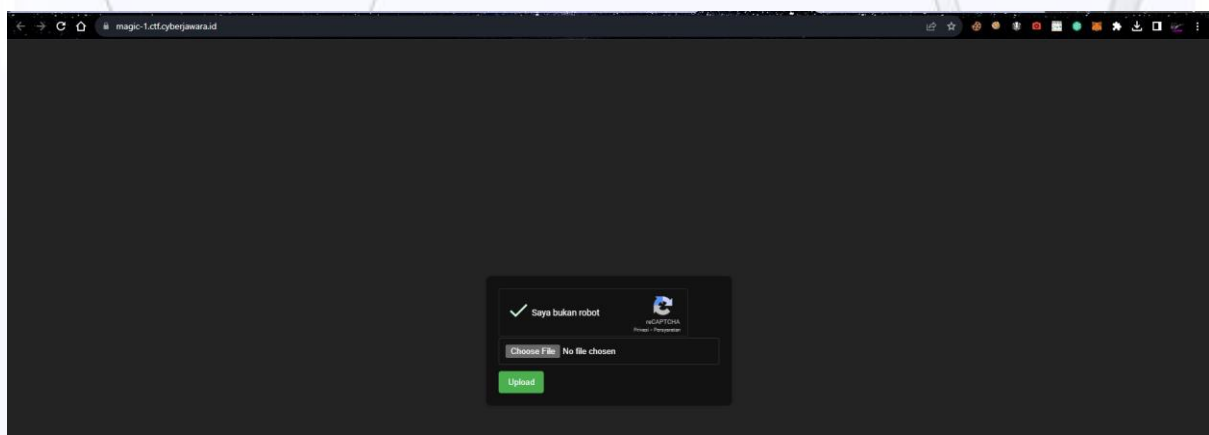 magic-1.ctf.cyberjawara.id
Saya bukan robot
reCAPTCHA
Privasi - Persyaratan
Choose File No file chosen
Upload